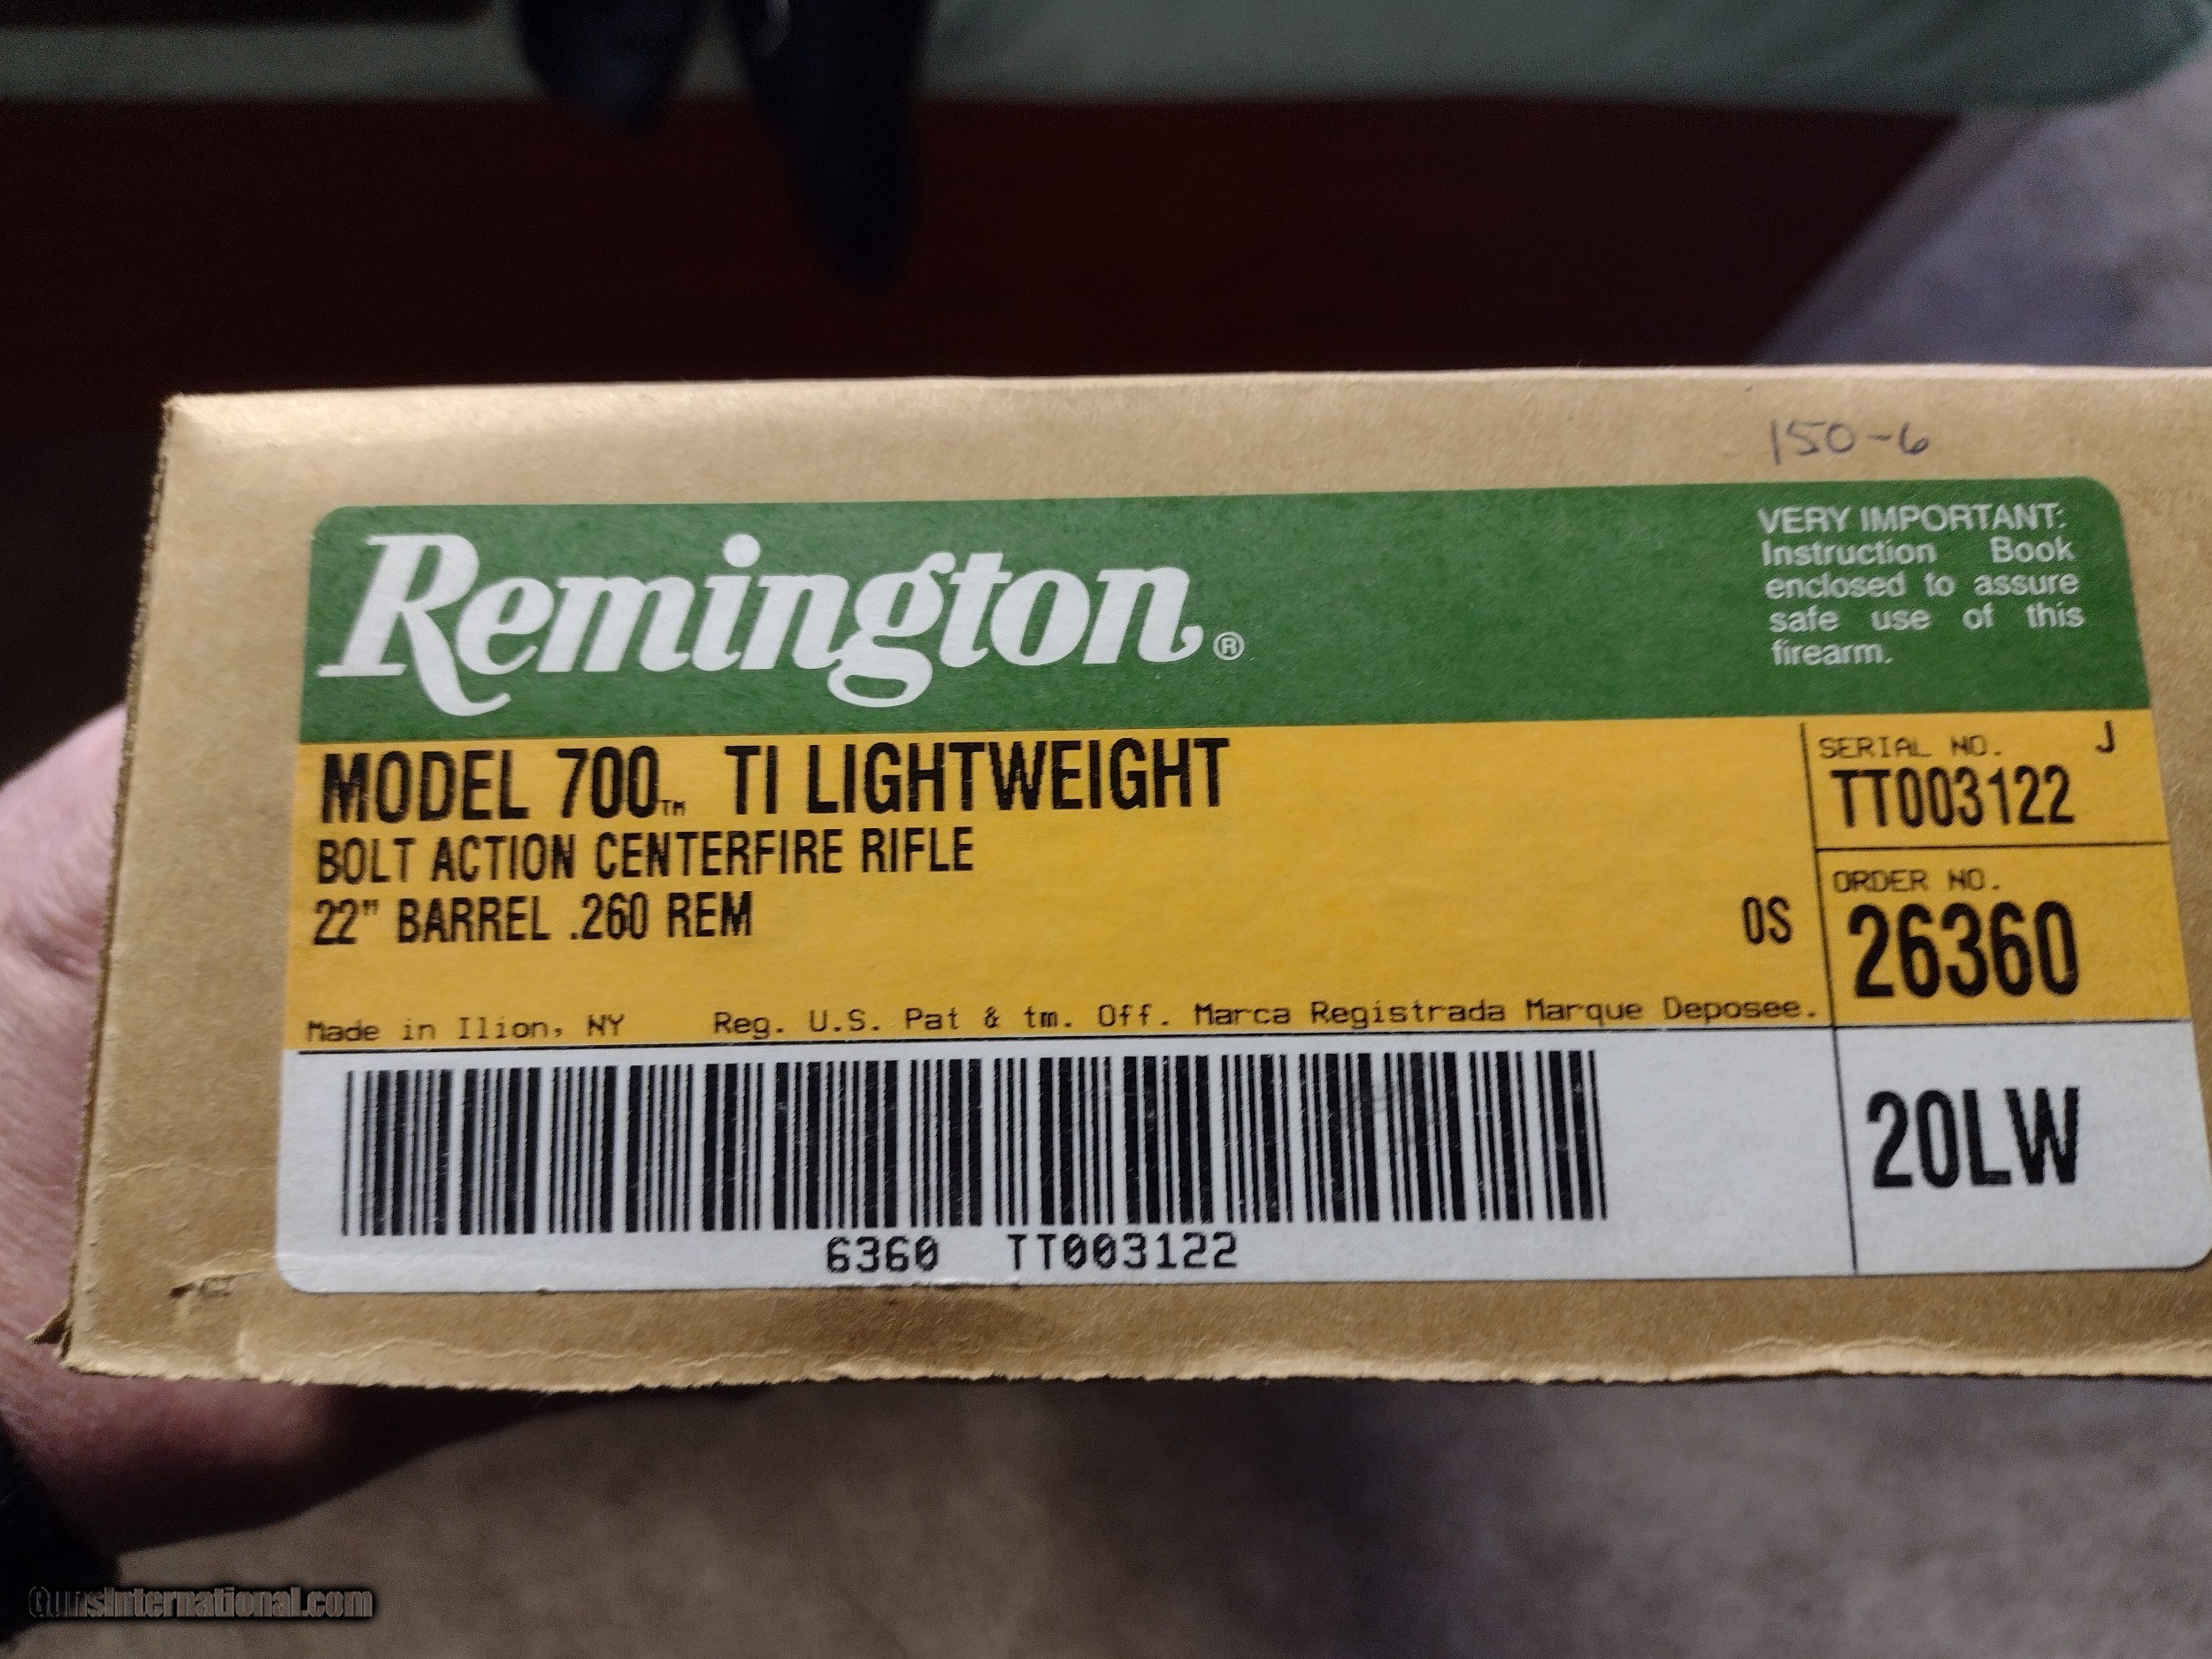 150-6
Remington®
VERY IMPORTANT:
Instruction Book
enclosed to assure
safe use of this
firearm.
MODEL 700™ TI LIGHTWEIGHT
BOLT ACTION CENTERFIRE RIFLE
22" BARREL .260 REM
OS
SERIAL NO. J
TT003122
ORDER NO.
26360
Made in Ilion, NY Reg. U.S. Pat & tm. Off. Marca Registrada Marque Deposee.
20LW
6360 TT003122
GunsInternational.com